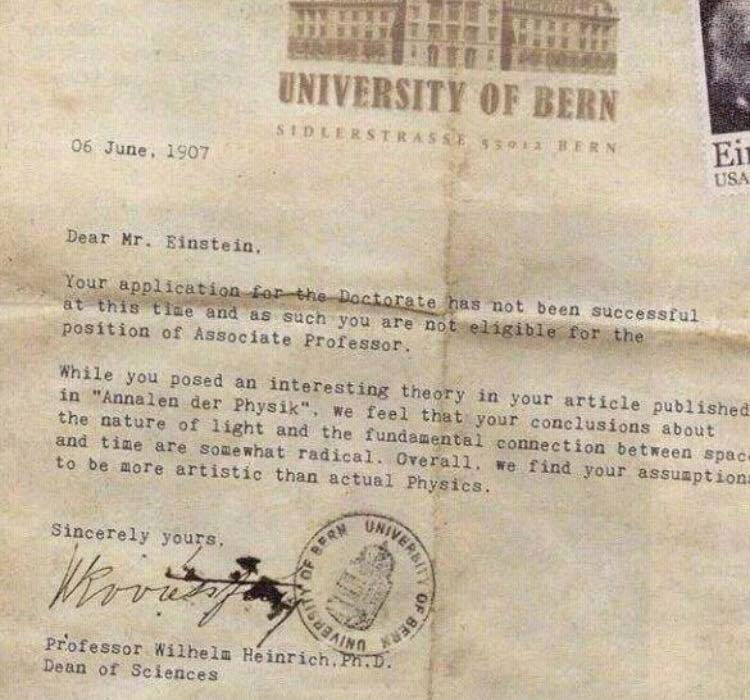 UNIVERSITY OF BERN
SIDLERSTRASSE 53012 BERN
Ein
USA
06 June, 1907
Dear Mr. Einstein,
Your application for the Doctorate has not been successful
at this time and as such you are not eligible for the
position of Associate Professor.
While you posed an interesting theory in your article published
in "Annalen der Physik", we feel that your conclusions about
the nature of light and the fundamental connection between spac
and time are somewhat radical. Overall, we find your assumption
to be more artistic than actual Physics.
Sincerely yours,
UNIVERSITY OF BERN UNIVERSITY OF BERN
Professor Wilhelm Heinrich, Ph.D.
Dean of Sciences